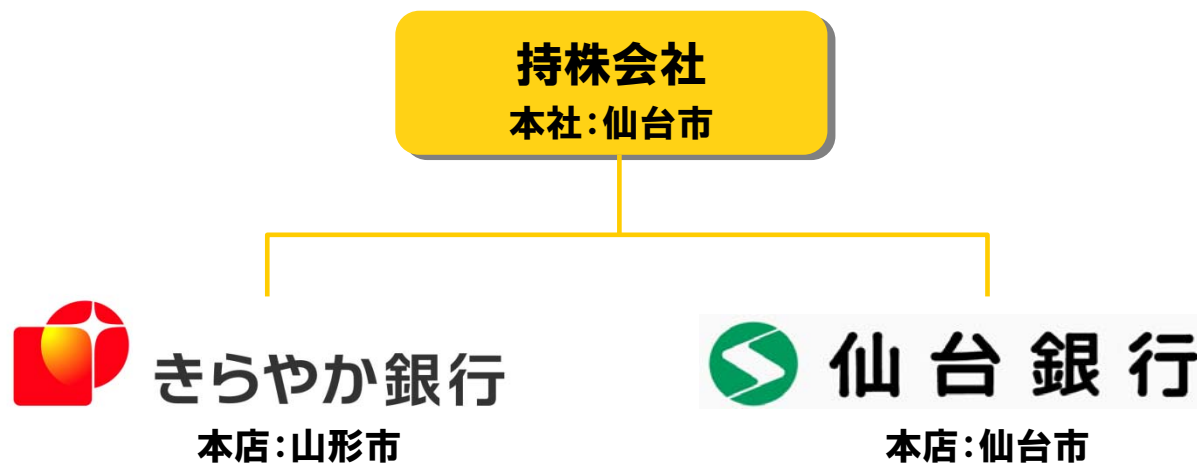 持株会社
本社：仙台市
きらやか銀行
本店：山形市
仙台銀行
本店：仙台市